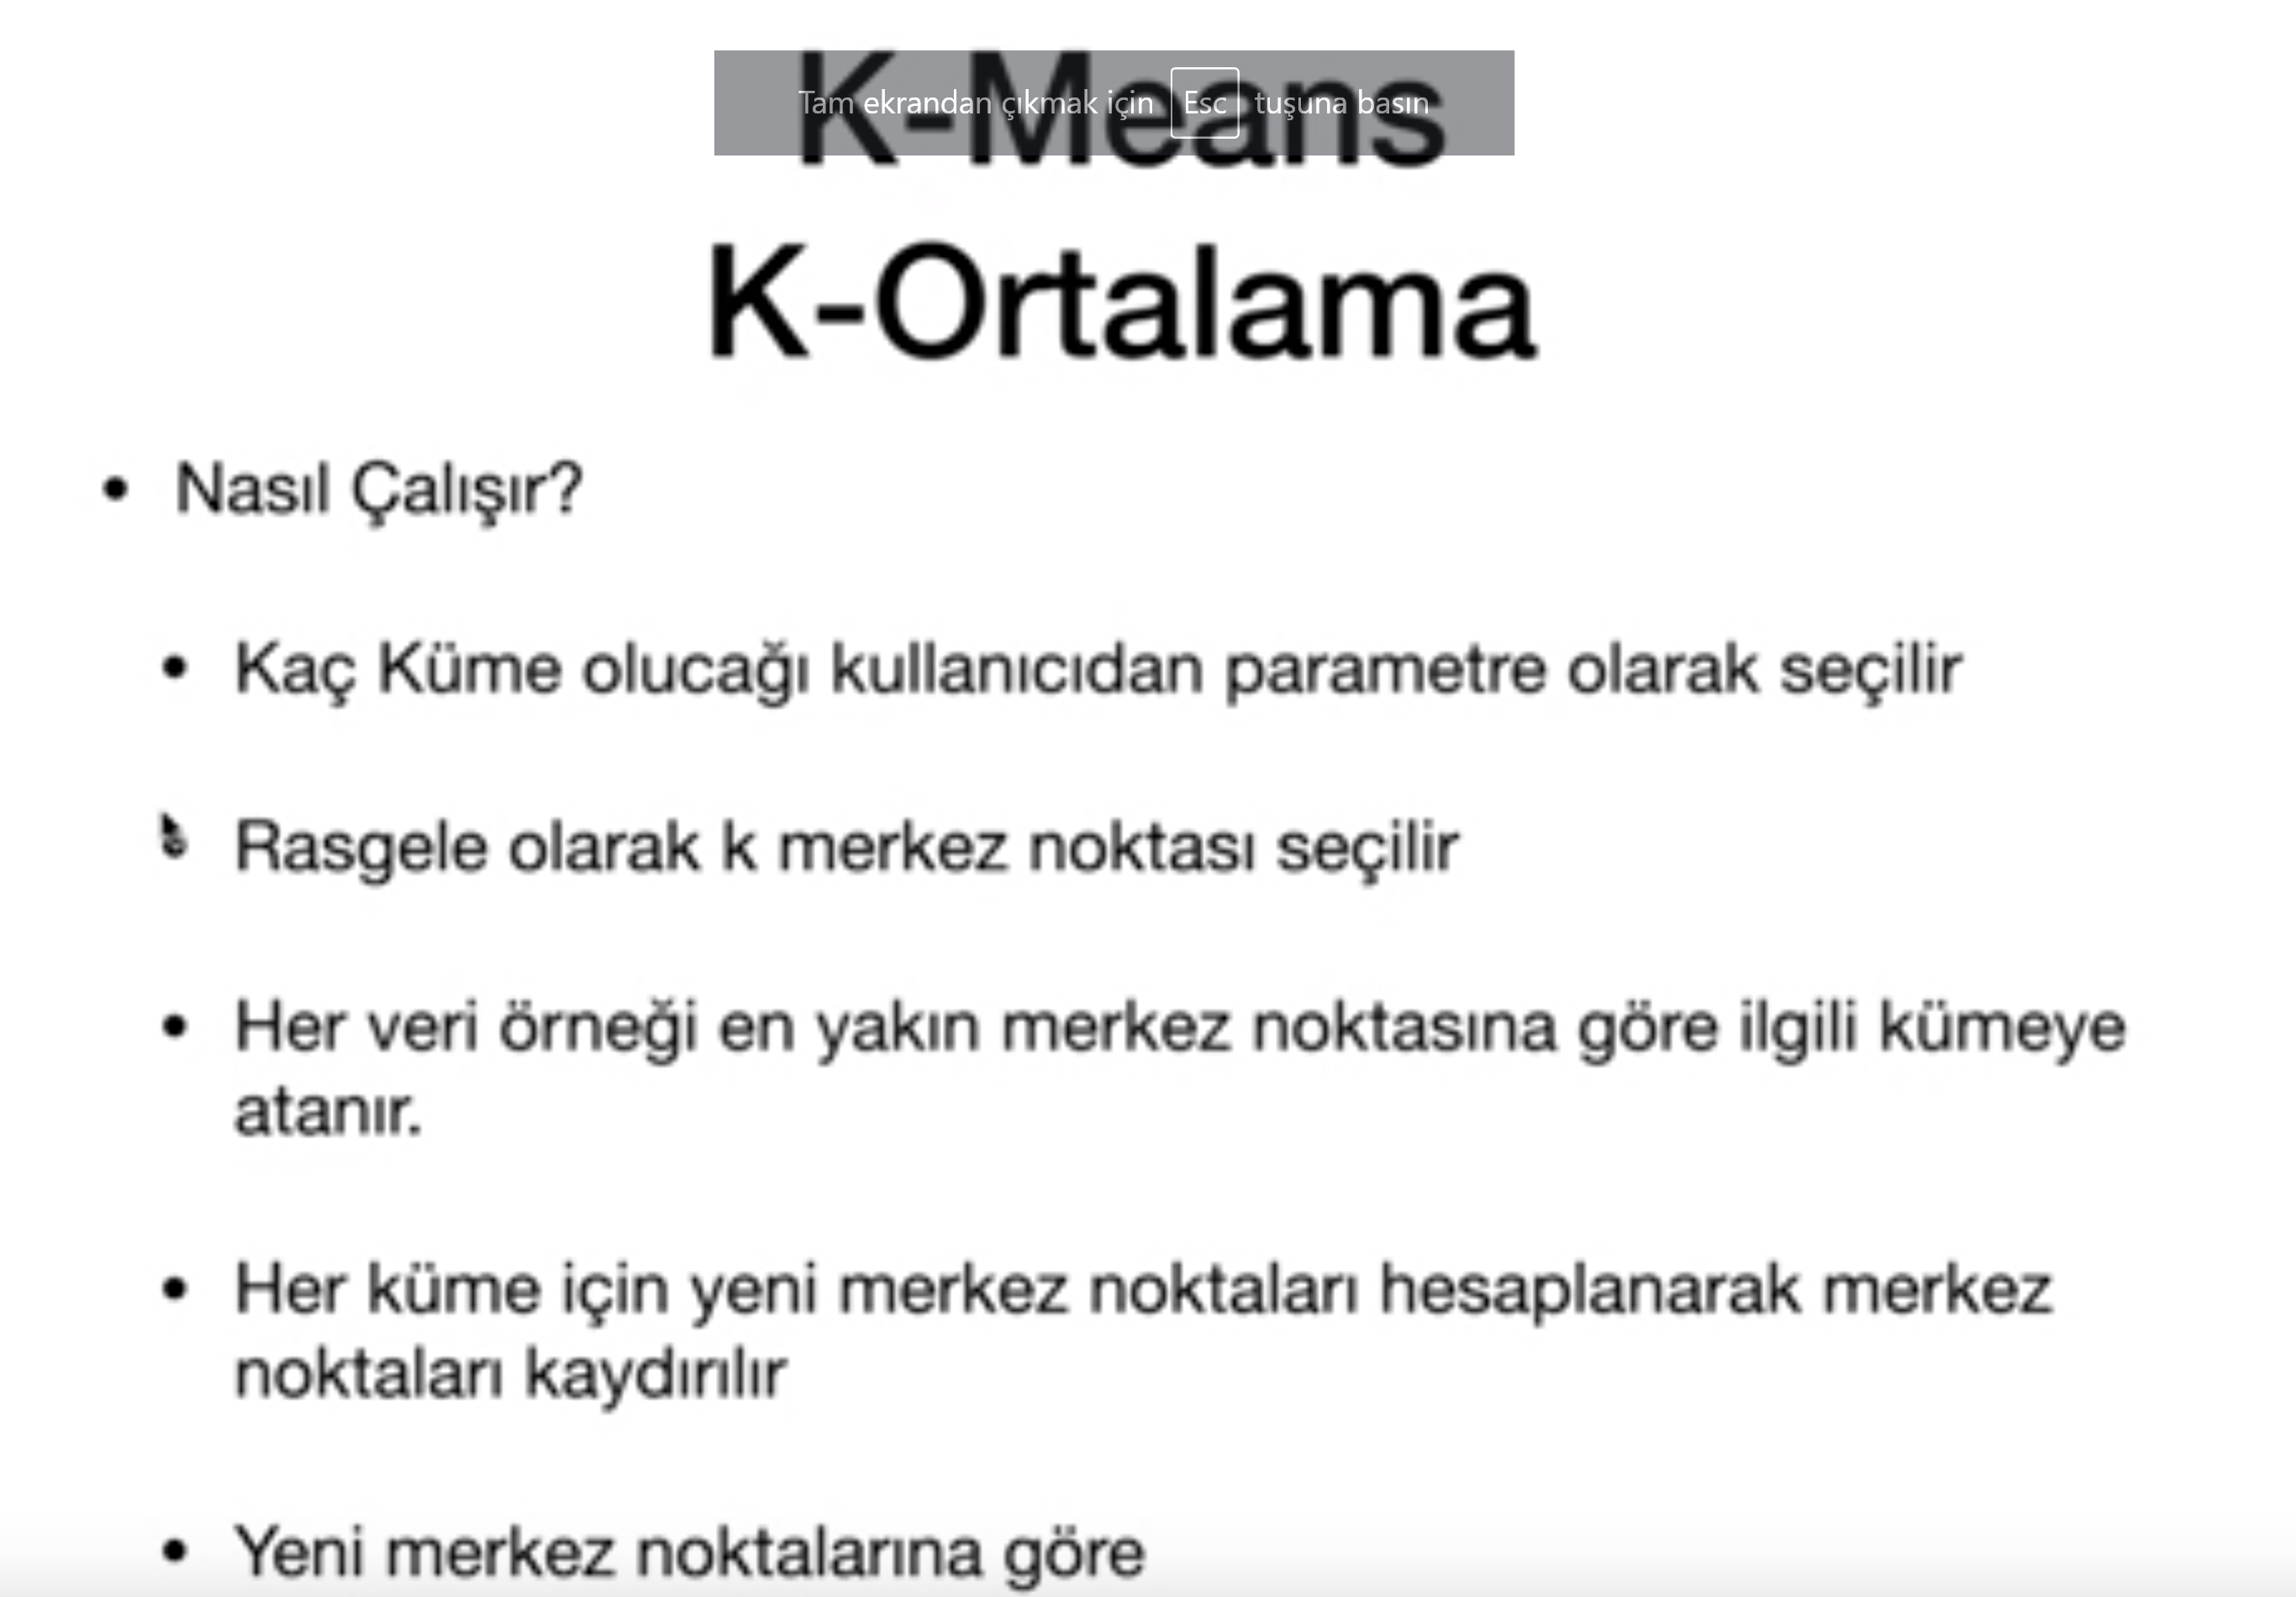 K-Means
Tam ekrandan çıkmak için Esc tuşuna basın
K-Ortalama
Nasıl Çalışır?
Kaç Küme olucağı kullanıcıdan parametre olarak seçilir
Rasgele olarak k merkez noktası seçilir
Her veri örneği en yakın merkez noktasına göre ilgili kümeye
atanır.
Her küme için yeni merkez noktaları hesaplanarak merkez
noktaları kaydırılır
Yeni merkez noktalarına göre